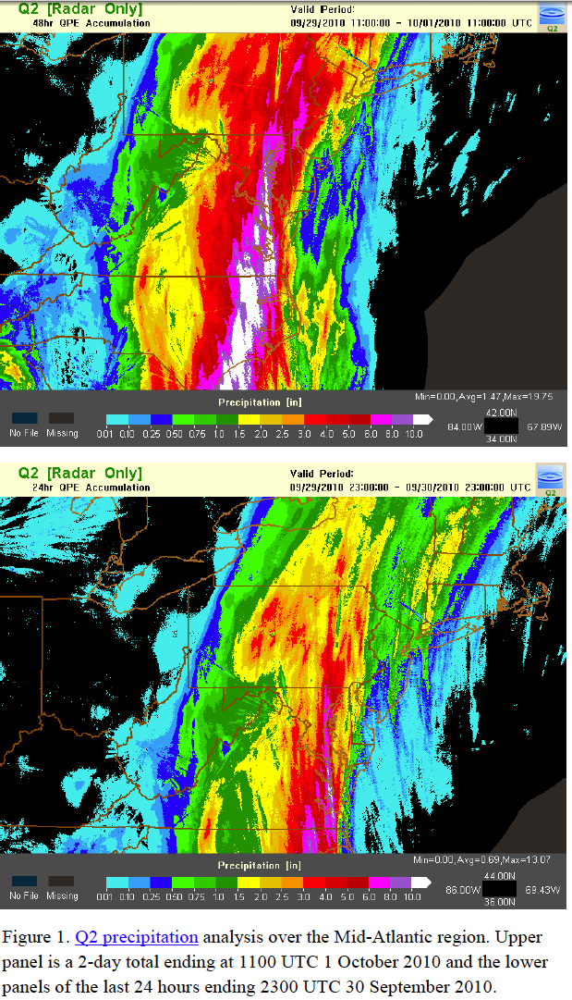 Q2 [Radar Only]
48hr QPE Accumulation
Valid Period:
09/29/2010 11:00:00 - 10/01/2010 11:00:00 UTC
Q2
Precipitation [in]
Min=0.00,Avg=1.47,Max=19.75
No File
Missing
0.01 0.10 0.25 0.50 0.75 1.0 1.5 2.0 2.5 3.0 4.0 5.0 6.0 8.0 10.0
42.00N
84.00W
67.89W
34.00N
Q2 [Radar Only]
24hr QPE Accumulation
Valid Period:
09/29/2010 23:00:00 - 09/30/2010 23:00:00 UTC
Q2
Precipitation [in]
Min=0.00,Avg=0.69,Max=13.07
No File
Missing
0.01 0.10 0.25 0.50 0.75 1.0 1.5 2.0 2.5 3.0 4.0 5.0 6.0 8.0 10.0
44.00N
86.00W
69.43W
36.00N
Figure 1. Q2 precipitation analysis over the Mid-Atlantic region. Upper
panel is a 2-day total ending at 1100 UTC 1 October 2010 and the lower
panels of the last 24 hours ending 2300 UTC 30 September 2010.